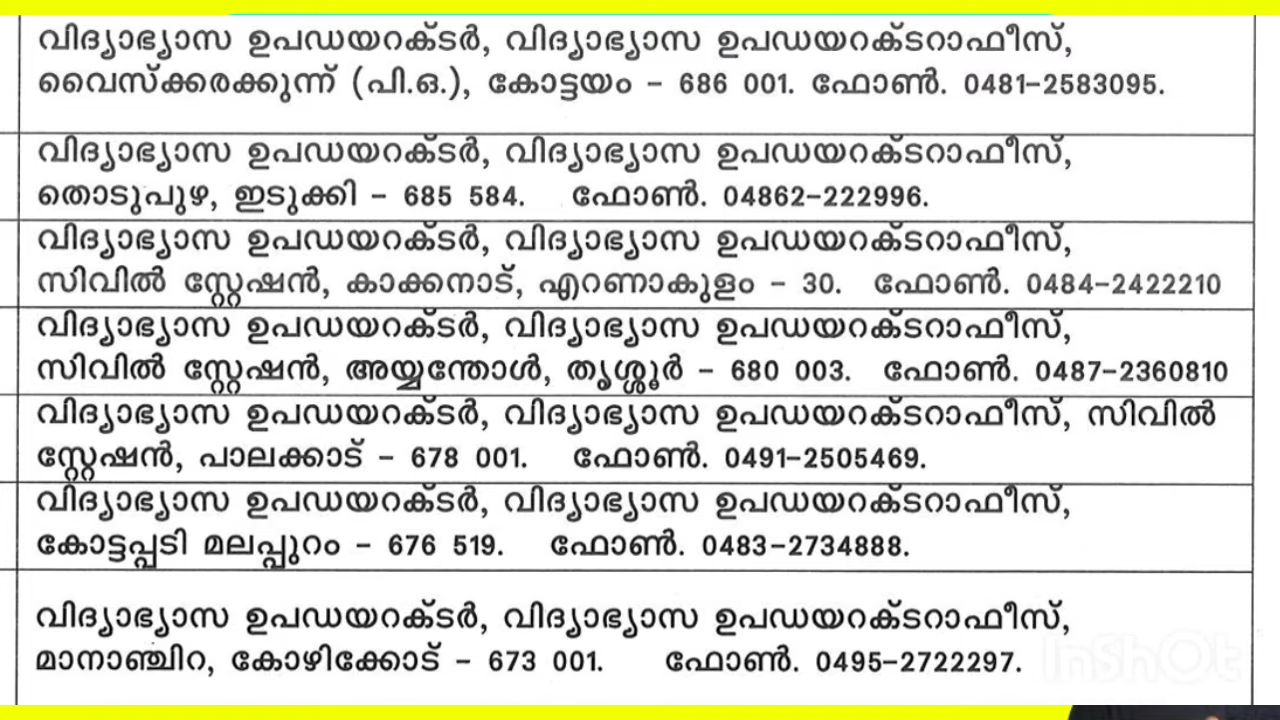 വിദ്യാഭ്യാസ ഉപഡയറക്ടർ, വിദ്യാഭ്യാസ ഉപഡയറക്ടറാഫീസ്,
വൈസ്ക്കരക്കുന്ന് (പി.ഒ.), കോട്ടയം - 686 001. ഫോൺ. 0481-2583095.
വിദ്യാഭ്യാസ ഉപഡയറക്ടർ, വിദ്യാഭ്യാസ ഉപഡയറക്ടറാഫീസ്,
തൊടുപുഴ, ഇടുക്കി - 685 584. ഫോൺ. 04862-222996.
വിദ്യാഭ്യാസ ഉപഡയറക്ടർ, വിദ്യാഭ്യാസ ഉപഡയറക്ടറാഫീസ്,
സിവിൽ സ്റ്റേഷൻ, കാക്കനാട്, എറണാകുളം - 30. ഫോൺ. 0484-2422210
വിദ്യാഭ്യാസ ഉപഡയറക്ടർ, വിദ്യാഭ്യാസ ഉപഡയറക്ടറാഫീസ്,
സിവിൽ സ്റ്റേഷൻ, അയ്യന്തോൾ, തൃശ്ശൂർ - 680 003. ഫോൺ. 0487-2360810
വിദ്യാഭ്യാസ ഉപഡയറക്ടർ, വിദ്യാഭ്യാസ ഉപഡയറക്ടറാഫീസ്, സിവിൽ
സ്റ്റേഷൻ, പാലക്കാട് - 678 001. ഫോൺ. 0491-2505469.
വിദ്യാഭ്യാസ ഉപഡയറക്ടർ, വിദ്യാഭ്യാസ ഉപഡയറക്ടറാഫീസ്,
കോട്ടപ്പടി മലപ്പുറം - 676 519. ഫോൺ. 0483-2734888.
വിദ്യാഭ്യാസ ഉപഡയറക്ടർ, വിദ്യാഭ്യാസ ഉപഡയറക്ടറാഫീസ്,
മാനാഞ്ചിറ, കോഴിക്കോട് - 673 001. ഫോൺ. 0495-2722297.
InShOt